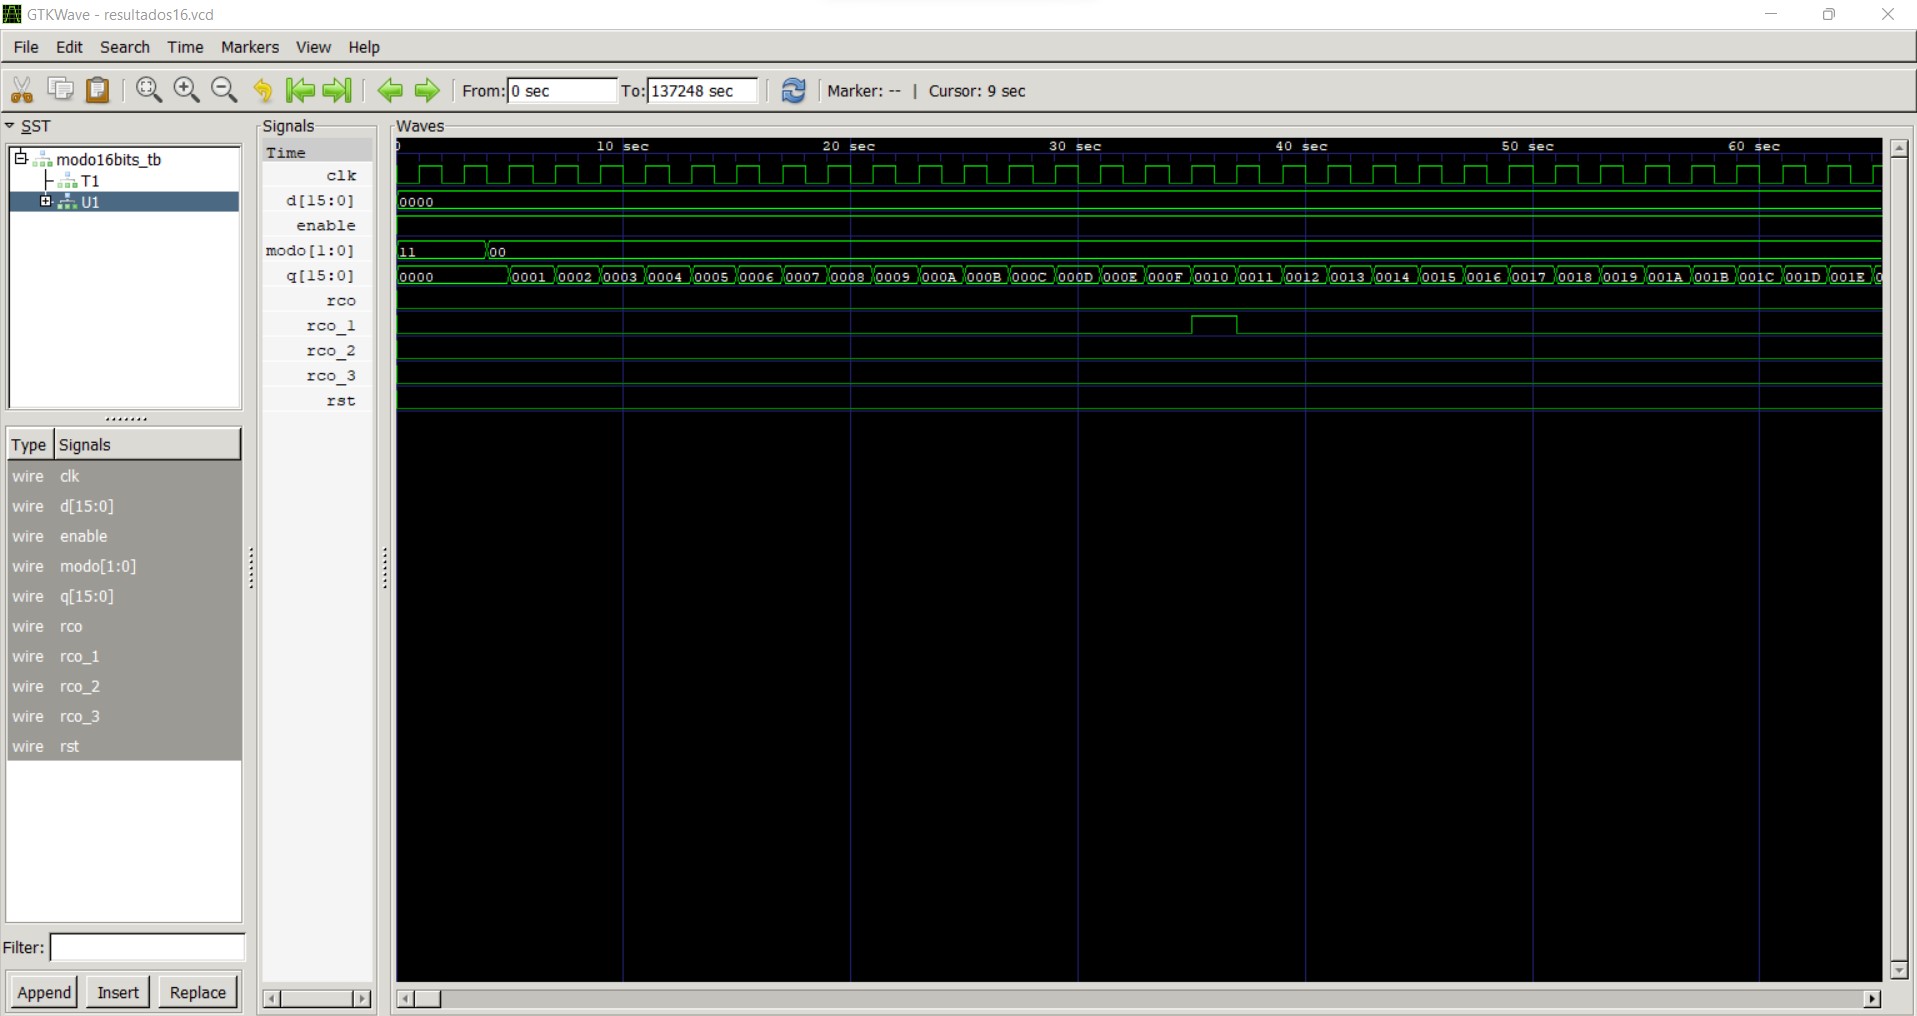 GTKWave - resultados16.vcd
File Edit Search Time Markers View Help
From: 0 sec To: 137248 sec Marker: -- | Cursor: 9 sec
SST
modo16bits_tb
T1
U1
Type Signals
wire clk
wire d[15:0]
wire enable
wire modo[1:0]
wire q[15:0]
wire rco
wire rco_1
wire rco_2
wire rco_3
wire rst
Filter:
Append Insert Replace
Signals
Time
clk
d[15:0]
enable
modo[1:0]
q[15:0]
rco
rco_1
rco_2
rco_3
rst
Waves
0 10 sec 20 sec 30 sec 40 sec 50 sec 60 sec
0000
11 00
0000 0001 0002 0003 0004 0005 0006 0007 0008 0009 000A 000B 000C 000D 000E 000F 0010 0011 0012 0013 0014 0015 0016 0017 0018 0019 001A 001B 001C 001D 001E